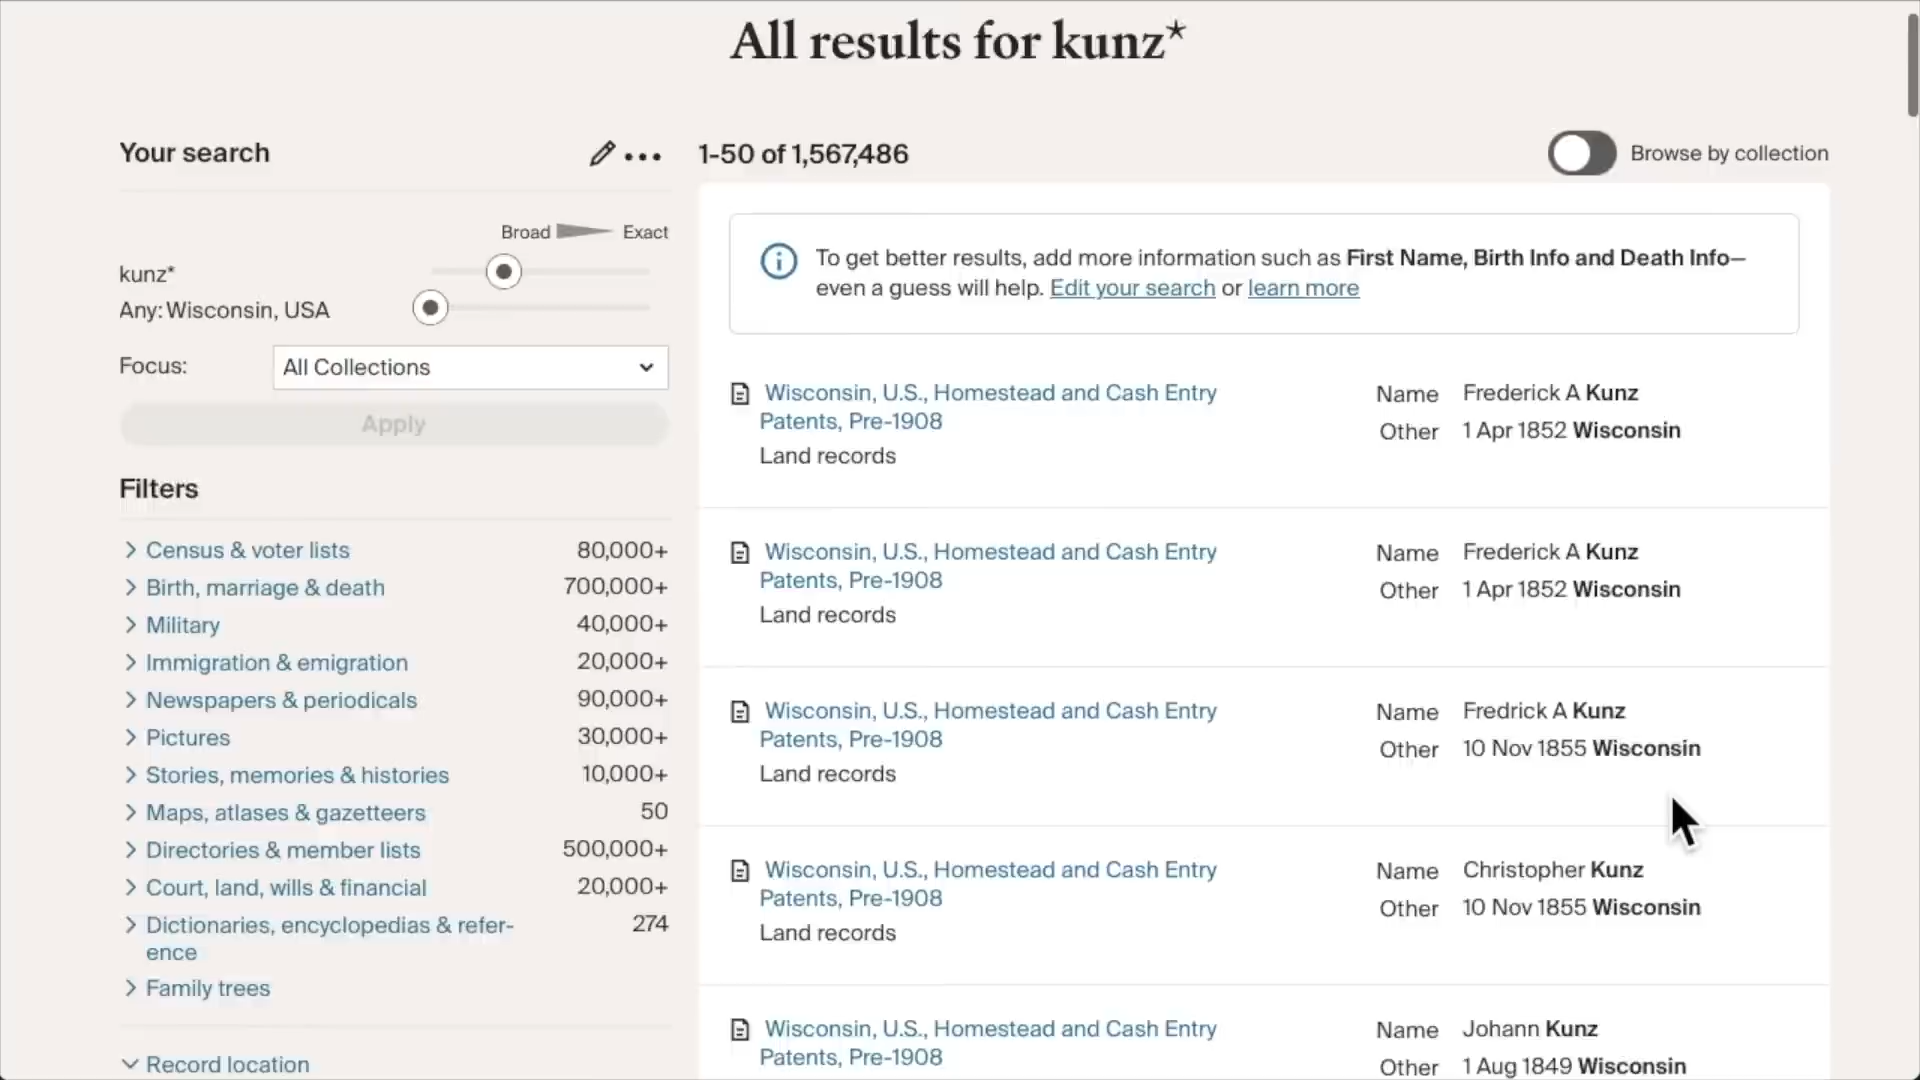 All results for kunz*
Your search
Broad Exact
kunz*
Any: Wisconsin, USA
Focus: All Collections
Apply
Filters
Census & voter lists 80,000+
Birth, marriage & death 700,000+
Military 40,000+
Immigration & emigration 20,000+
Newspapers & periodicals 90,000+
Pictures 30,000+
Stories, memories & histories 10,000+
Maps, atlases & gazetteers 50
Directories & member lists 500,000+
Court, land, wills & financial 20,000+
Dictionaries, encyclopedias & refer- 274
ence
Family trees
Record location
1-50 of 1,567,486
Browse by collection
To get better results, add more information such as First Name, Birth Info and Death Info—
even a guess will help. Edit your search or learn more
Wisconsin, U.S., Homestead and Cash Entry
Patents, Pre-1908
Land records
Name Frederick A Kunz
Other 1 Apr 1852 Wisconsin
Wisconsin, U.S., Homestead and Cash Entry
Patents, Pre-1908
Land records
Name Frederick A Kunz
Other 1 Apr 1852 Wisconsin
Wisconsin, U.S., Homestead and Cash Entry
Patents, Pre-1908
Land records
Name Fredrick A Kunz
Other 10 Nov 1855 Wisconsin
Wisconsin, U.S., Homestead and Cash Entry
Patents, Pre-1908
Land records
Name Christopher Kunz
Other 10 Nov 1855 Wisconsin
Wisconsin, U.S., Homestead and Cash Entry
Patents, Pre-1908
Name Johann Kunz
Other 1 Aug 1849 Wisconsin